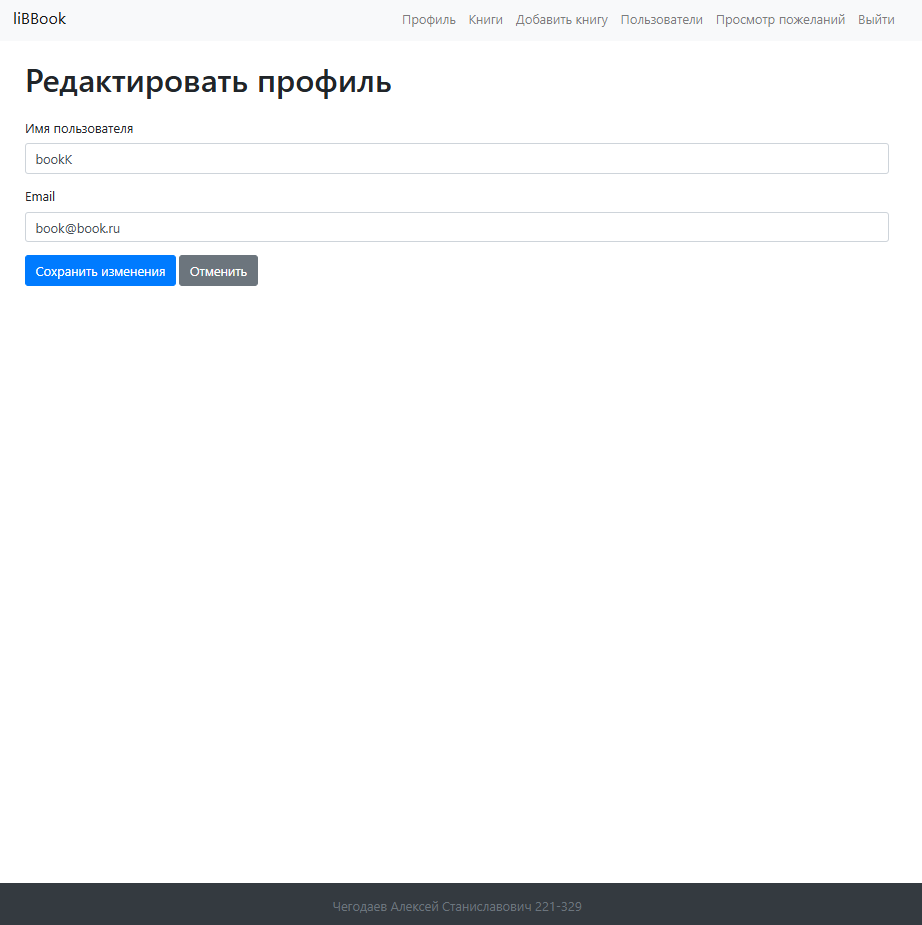 liBBook Профиль Книги Добавить книгу Пользователи Просмотр пожеланий Выйти
Редактировать профиль
Имя пользователя
bookK
Email
book@book.ru
Сохранить изменения Отменить
Чегодаев Алексей Станиславович 221-329